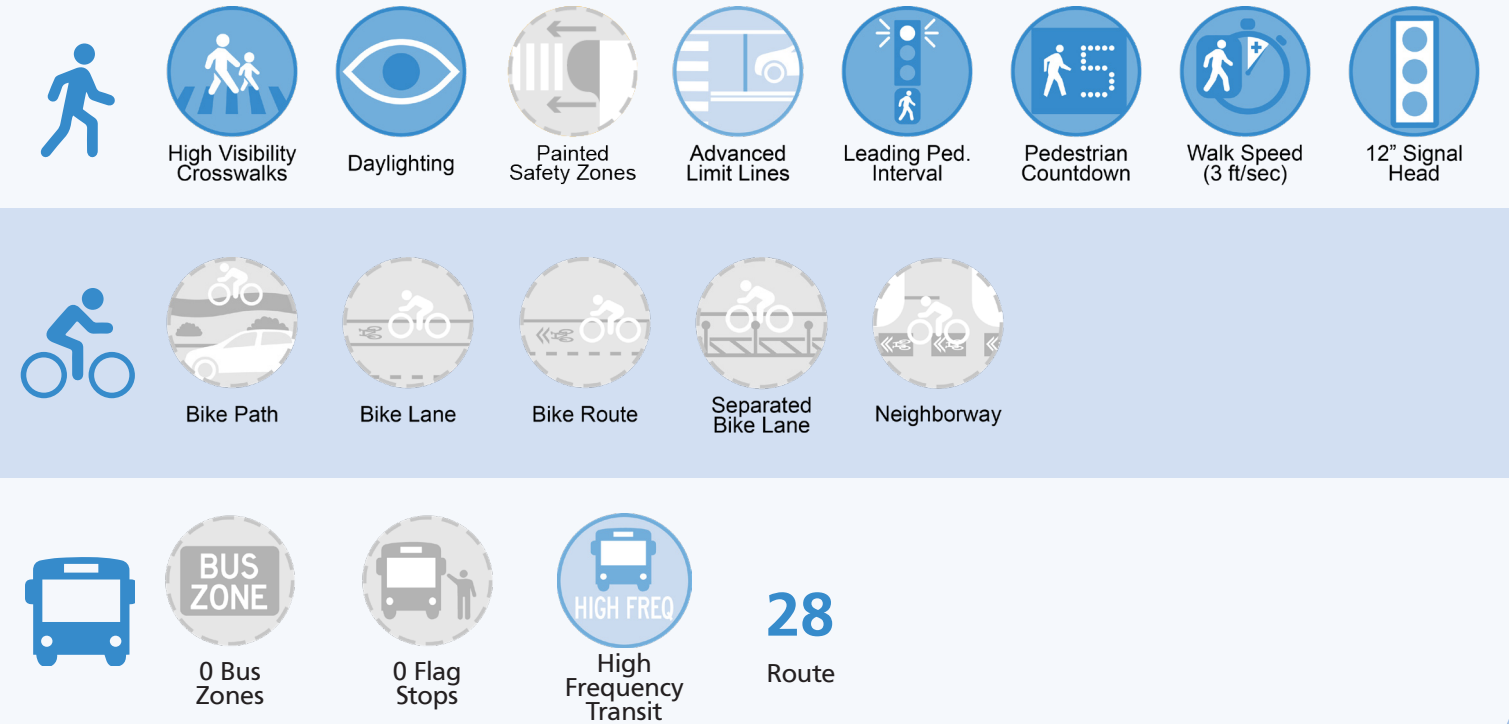 High Visibility
Crosswalks
Daylighting
Painted
Safety Zones
Advanced
Limit Lines
Leading Ped.
Interval
5
Pedestrian
Countdown
Walk Speed
(3 ft/sec)
12” Signal
Head
Bike Path
Bike Lane
Bike Route
Separated
Bike Lane
Neighborway
BUS
ZONE
0 Bus
Zones
0 Flag
Stops
HIGH FREQ
High
Frequency
Transit
28
Route